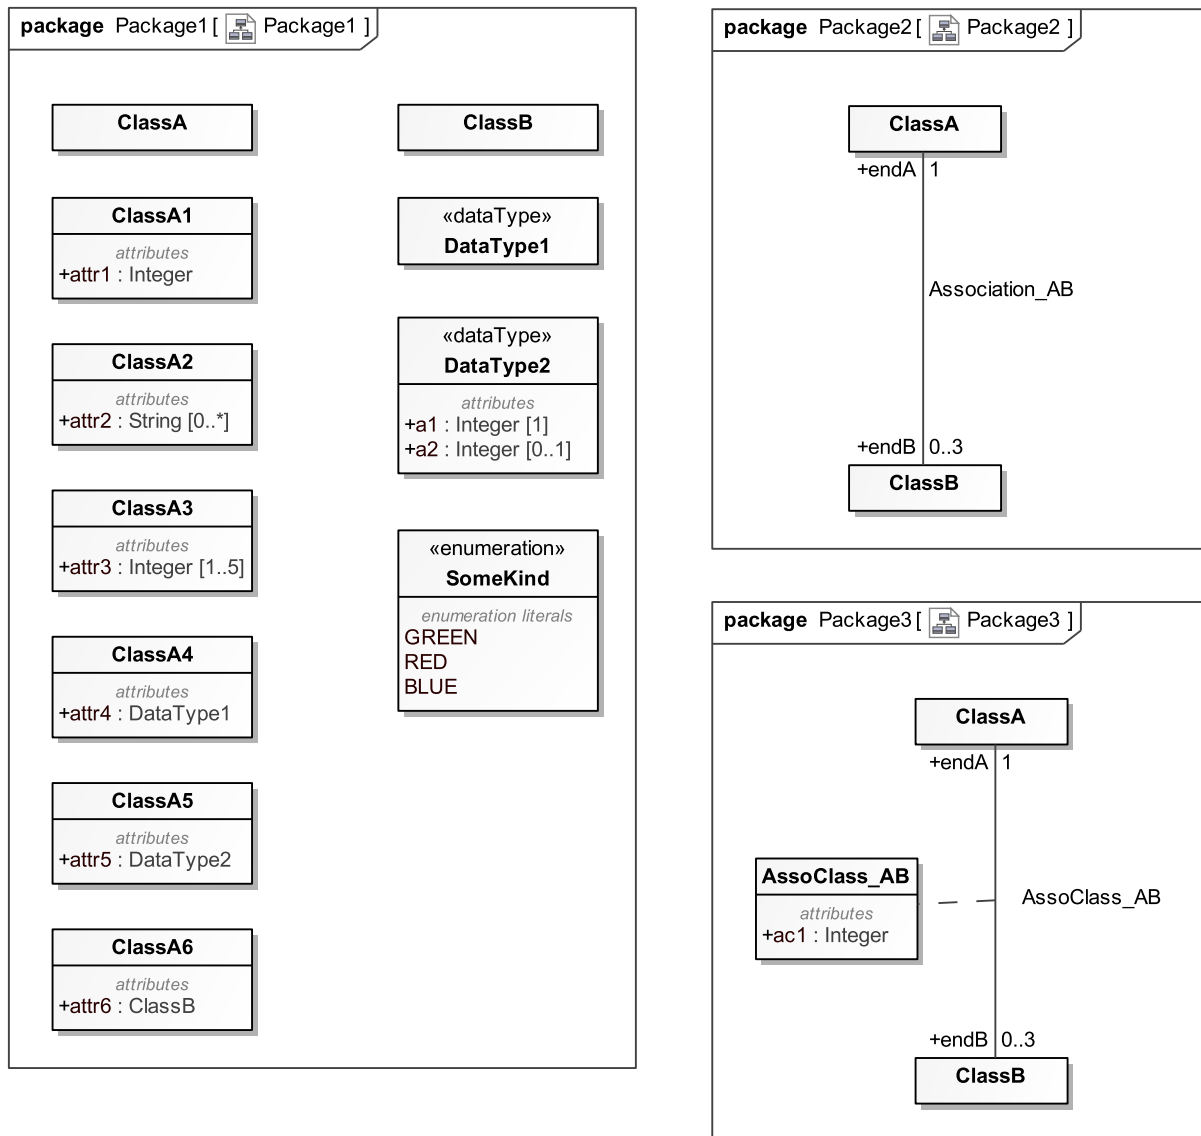 package Package1 [ Package1 ]
ClassA
ClassA1
attributes
+attr1 : Integer
ClassA2
attributes
+attr2 : String [0..*]
ClassA3
attributes
+attr3 : Integer [1..5]
ClassA4
attributes
+attr4 : DataType1
ClassA5
attributes
+attr5 : DataType2
ClassA6
attributes
+attr6 : ClassB
ClassB
«dataType»
DataType1
«dataType»
DataType2
attributes
+a1 : Integer [1]
+a2 : Integer [0..1]
«enumeration»
SomeKind
enumeration literals
GREEN
RED
BLUE
package Package2 [ Package2 ]
ClassA
+endA 1
Association_AB
+endB 0..3
ClassB
package Package3 [ Package3 ]
ClassA
+endA 1
AssoClass_AB
attributes
+ac1 : Integer
AssoClass_AB
+endB 0..3
ClassB